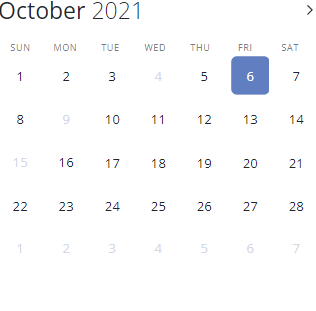 October 2021 >
SUN MON TUE WED THU FRI SAT
1 2 3 4 5 6 7
8 9 10 11 12 13 14
15 16 17 18 19 20 21
22 23 24 25 26 27 28
1 2 3 4 5 6 7